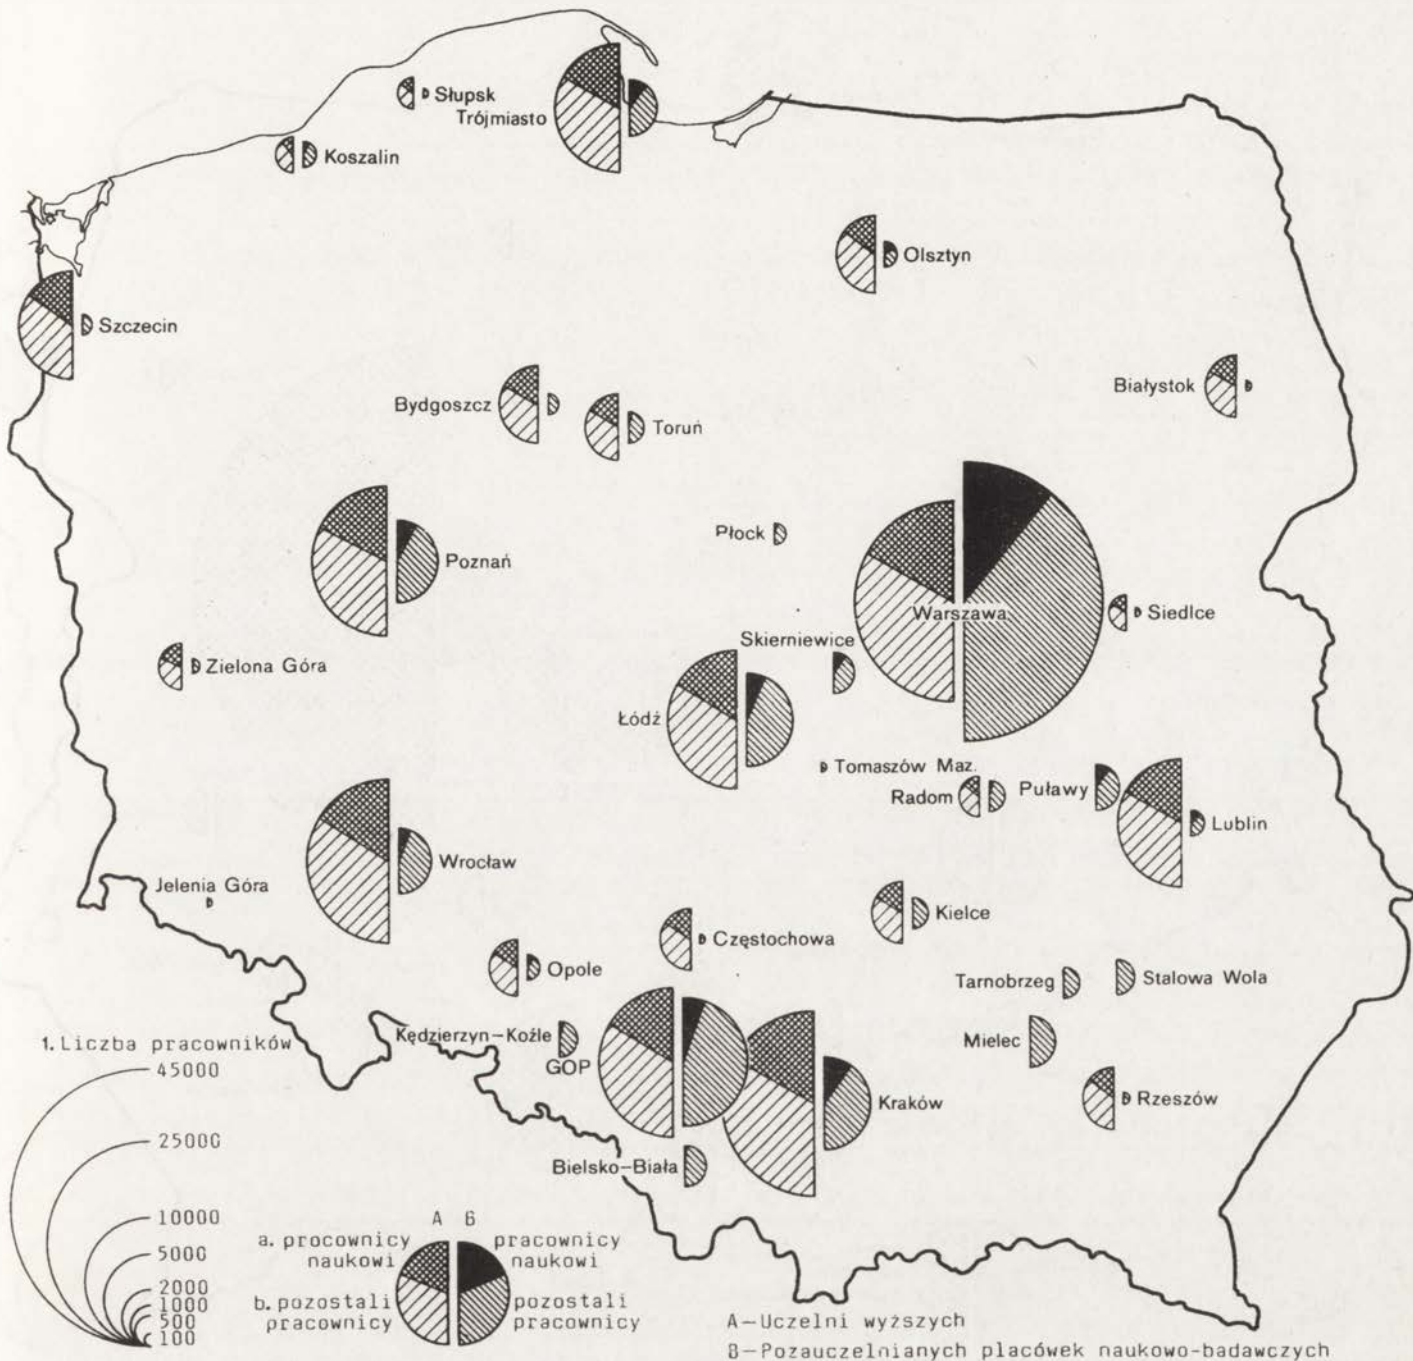 Słupsk
Trójmiasto
Koszalin
Olsztyn
Szczecin
Białystok
Bydgoszcz
Toruń
Płock
Poznań
Warszawa
Siedlce
Skierniewice
Zielona Góra
Łódź
Tomaszów Maz.
Radom
Puławy
Lublin
Wrocław
Jelenia Góra
Kielce
Częstochowa
Opole
Tarnobrzeg
Stalowa Wola
Kędzierzyn-Koźle
GOP
Mielec
Kraków
Rzeszów
Bielsko-Biała
1. Liczba pracowników
45000
25000
10000
5000
2000
1000
500
100
A B
a. procownicy
naukowi
pracownicy
naukowi
b. pozostali
pracownicy
pozostali
pracownicy
A-Uczelni wyższych
B-Pozauczelnianych placówek naukowo-badawczych